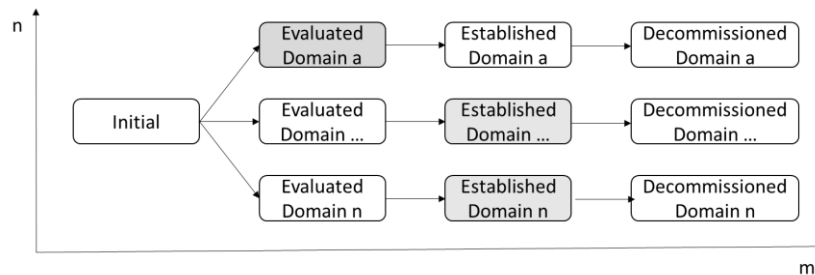 n
Evaluated
Domain a
Established
Domain a
Decommissioned
Domain a
Initial
Evaluated
Domain ...
Established
Domain ...
Decommissioned
Domain ...
Evaluated
Domain n
Established
Domain n
Decommissioned
Domain n
m